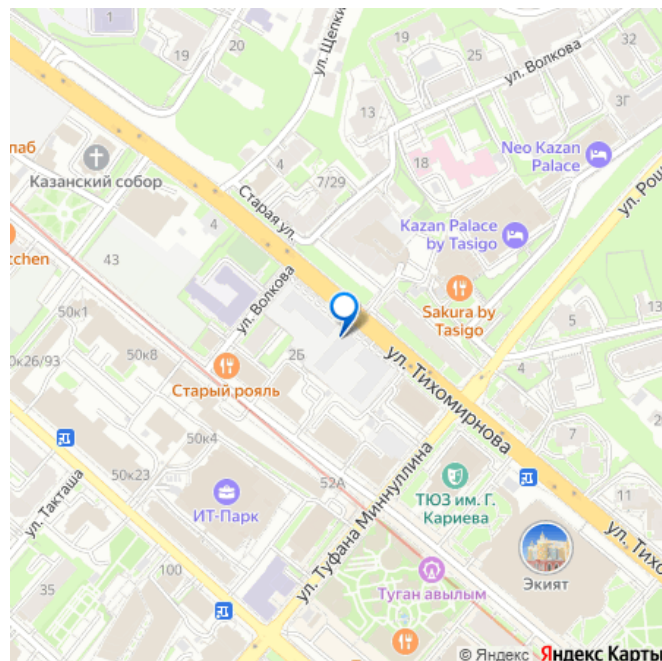 1
19
20
ул. Щепкина
19
25
ул. Волкова
32
13
3Г
наб
Казанский собор
4
7/29
18
Neo Kazan
Palace
ул. Рош
Старая ул.
Kazan Palace
by Tasigo
tchen
43
4
ул. Волкова
Sakura by
Tasigo
5
50к1
50к8
2Б
4
50к26/93
Старый рояль
ул. Тихомирнова
50к4
50к23
7
52А
ТЮЗ им. Г.
Кариева
11
ИТ-Парк
ул. Такташа
ул. Туфана Миннуллина
ул. Тихо
Экият
100
35
Туган авылым
© Яндекс Яндекс Карты